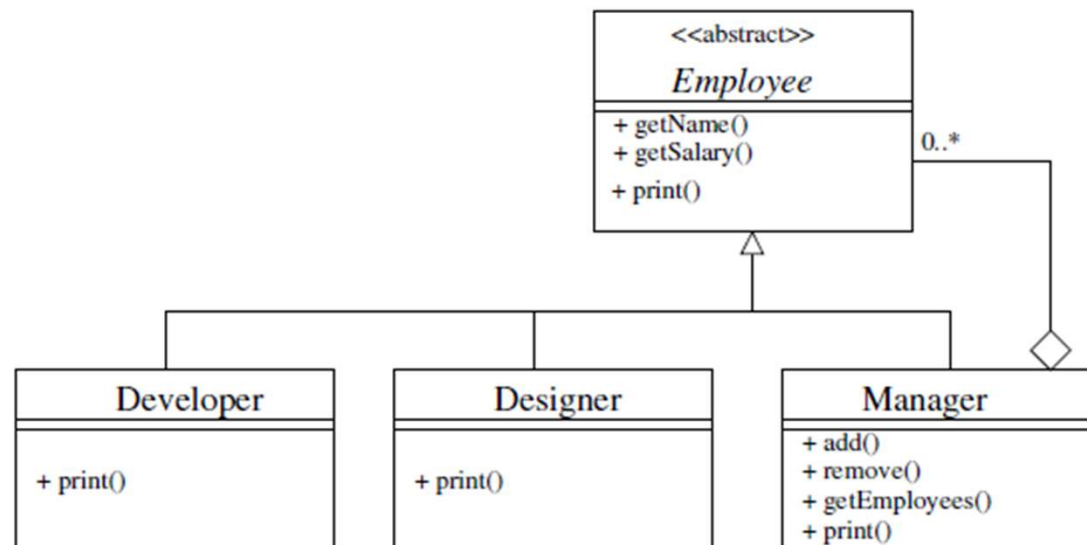 <<abstract>>
Employee
+ getName()
+ getSalary()
+ print()
0..*
Developer
+ print()
Designer
+ print()
Manager
+ add()
+ remove()
+ getEmployees()
+ print()